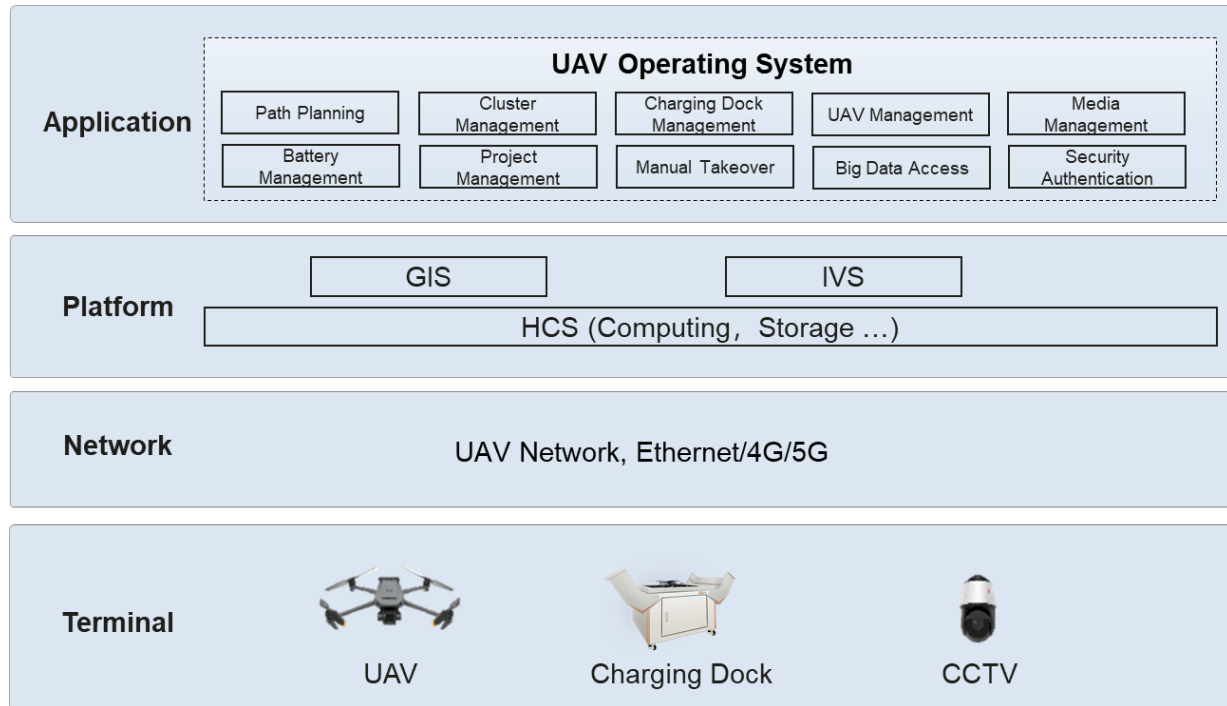 UAV Operating System
Application
Path Planning
Cluster
Management
Charging Dock
Management
UAV Management
Media
Management
Battery
Management
Project
Management
Manual Takeover
Big Data Access
Security
Authentication
Platform
GIS
IVS
HCS (Computing，Storage ...)
Network
UAV Network, Ethernet/4G/5G
Terminal
UAV
Charging Dock
CCTV